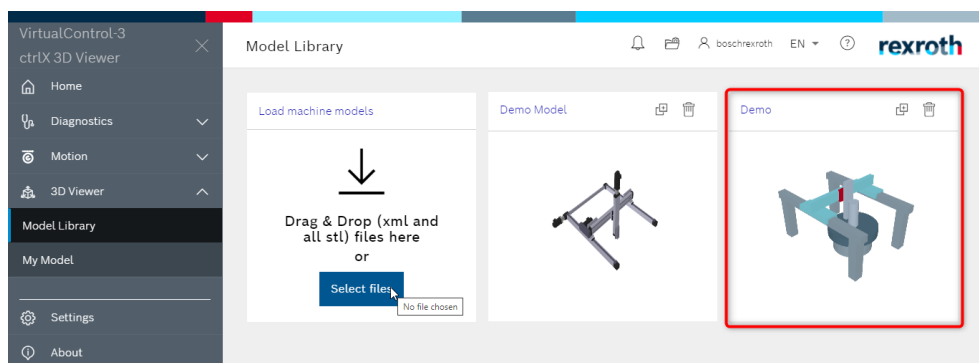 VirtualControl-3
ctrlX 3D Viewer
Home
Diagnostics
Motion
3D Viewer
Model Library
My Model
Settings
About
Model Library
boschrexroth EN
rexroth
Load machine models
Drag & Drop (xml and
all stl) files here
or
Select files
No file chosen
Demo Model
Demo